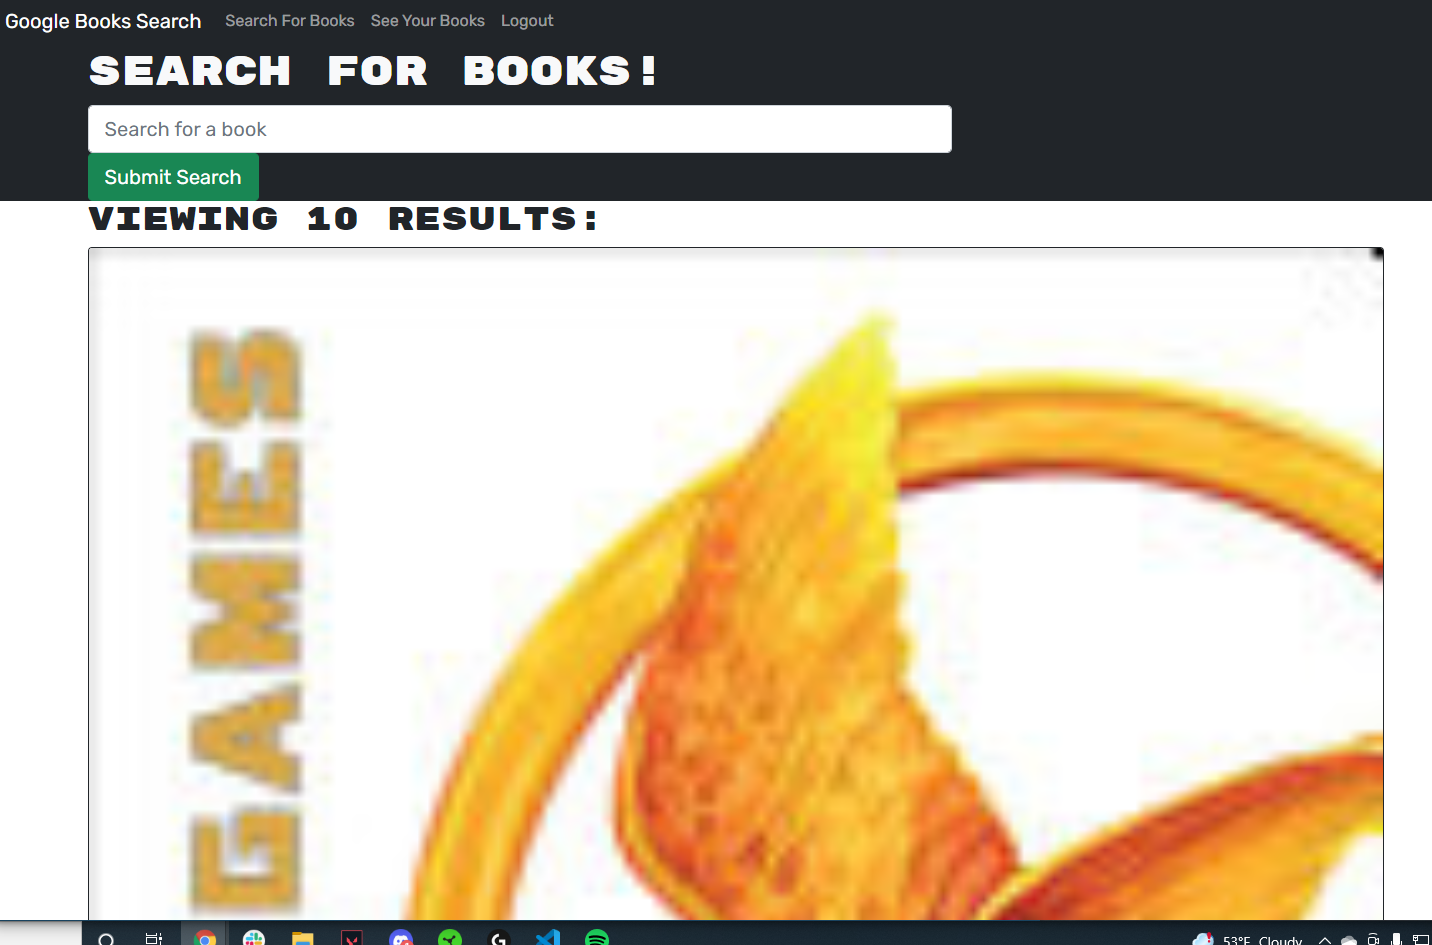 Google Books Search Search For Books See Your Books Logout
SEARCH FOR BOOKS!
Search for a book
Submit Search
VIEWING 10 RESULTS:
GAMES
53°F Cloudy